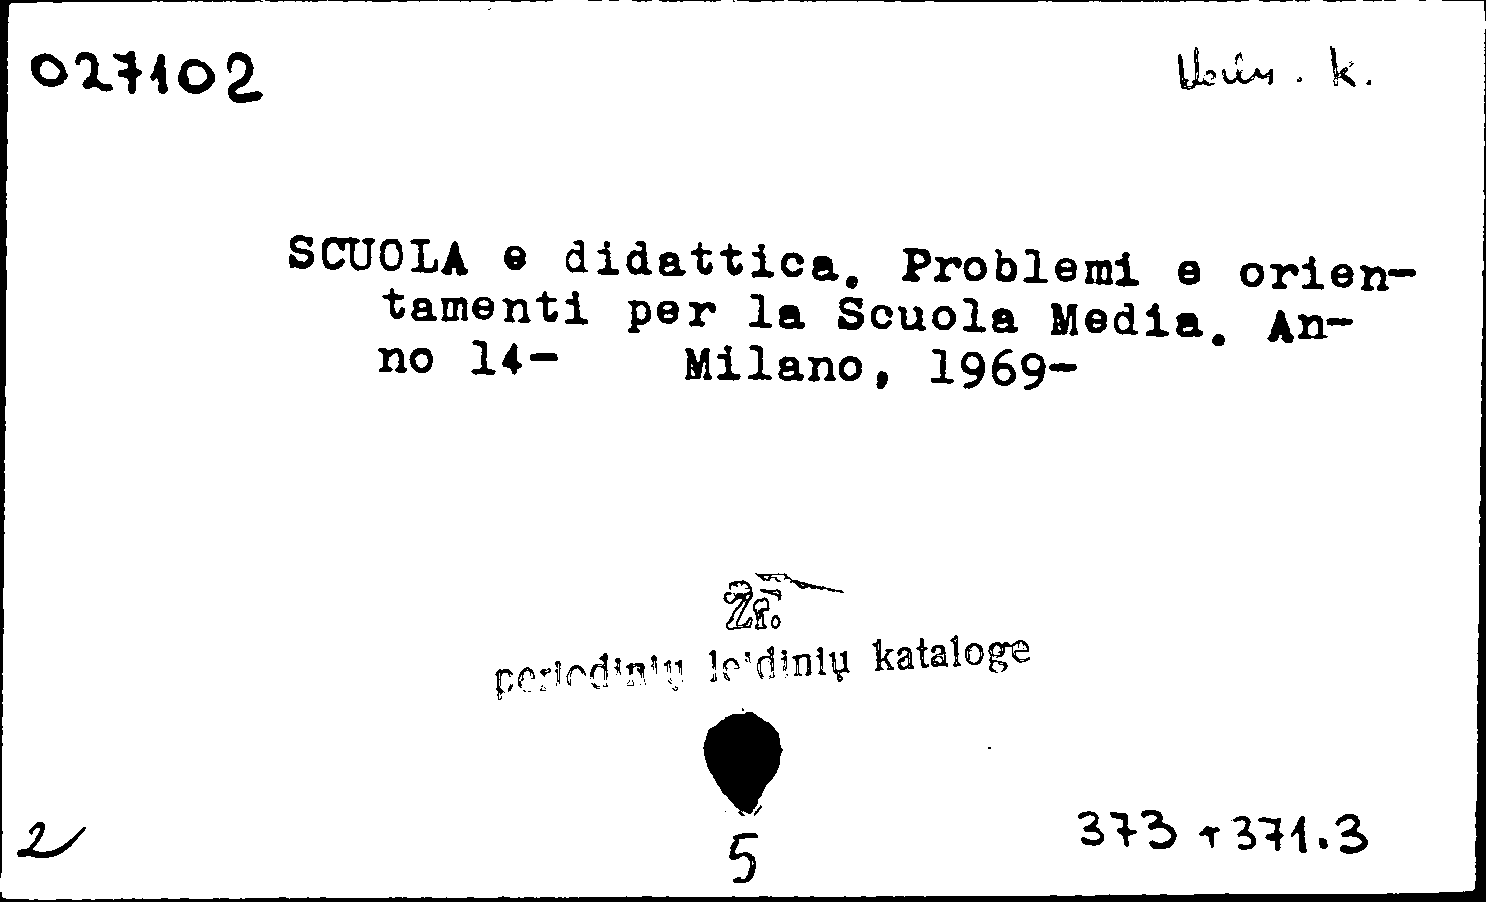 027102
k.
SCUOLA e didattica. Problemi e orien-
tamenti per la Scuola Media. An-
no 14- Milano, 1969-
Žr.
periodinių leidinių kataloge
2
5
373 + 371.3